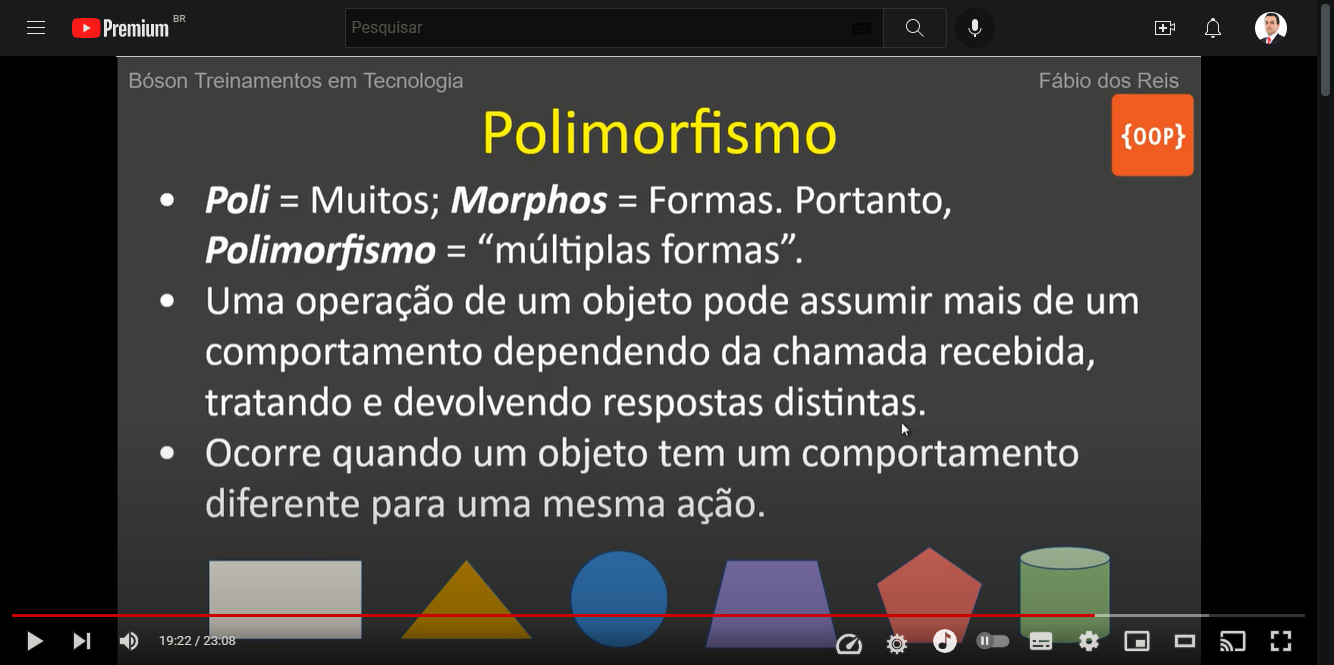 Premium BR
Pesquisar
Bóson Treinamentos em Tecnologia
Fábio dos Reis
Polimorfismo
{OOP}
• Poli = Muitos; Morphos = Formas. Portanto,
Polimorfismo = “múltiplas formas”.
• Uma operação de um objeto pode assumir mais de um
comportamento dependendo da chamada recebida,
tratando e devolvendo respostas distintas.
• Ocorre quando um objeto tem um comportamento
diferente para uma mesma ação.
19:22 / 23:08